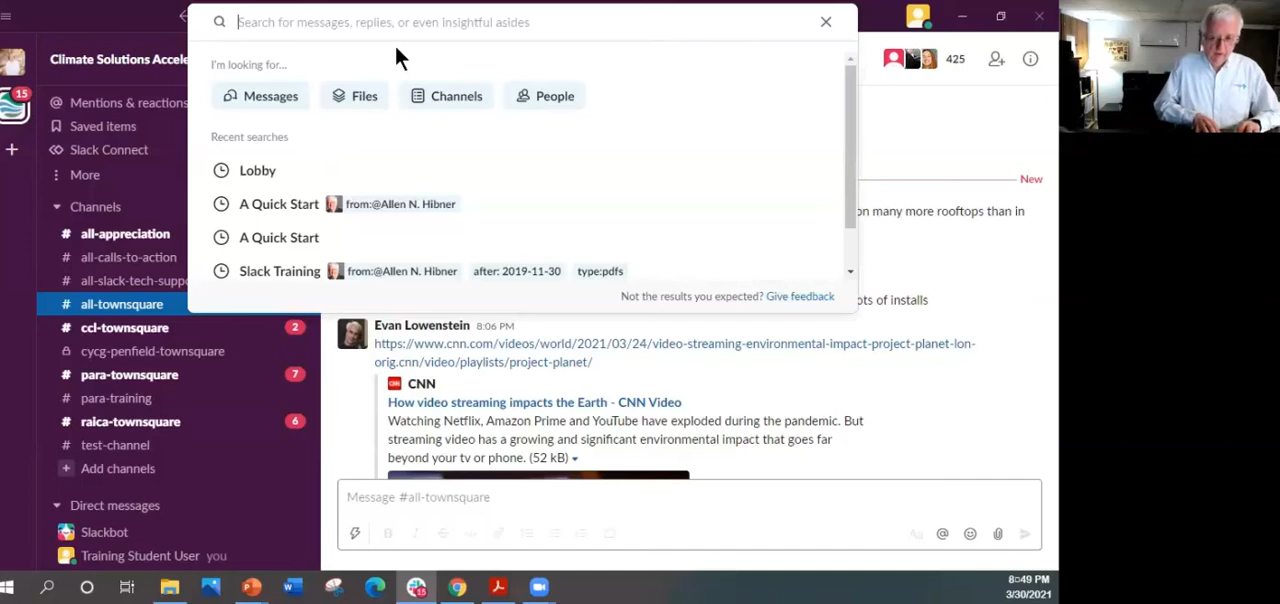 Search for messages, replies, or even insightful asides
Climate Solutions Accele
425
I'm looking for...
Messages Files Channels People
Recent searches
Lobby
A Quick Start from:@Allen N. Hibner
A Quick Start
Slack Training from:@Allen N. Hibner after: 2019-11-30 type:pdfs
Not the results you expected? Give feedback
15
Mentions & reactions
Saved items
Slack Connect
More
Channels
# all-appreciation
# all-calls-to-action
# all-slack-tech-suppo
# all-townsquare
# ccl-townsquare 2
cycg-penfield-townsquare
# para-townsquare 7
# para-training
# raica-townsquare 6
# test-channel
+ Add channels
Direct messages
Slackbot
Training Student User you
New
on many more rooftops than in
ots of installs
Evan Lowenstein 8:06 PM
https://www.cnn.com/videos/world/2021/03/24/video-streaming-environmental-impact-project-planet-lon-
orig.cnn/video/playlists/project-planet/
CNN CNN
How video streaming impacts the Earth - CNN Video
Watching Netflix, Amazon Prime and YouTube have exploded during the pandemic. But
streaming video has a growing and significant environmental impact that goes far
beyond your tv or phone. (52 kB)
Message #all-townsquare
15
8:49 PM
3/30/2021